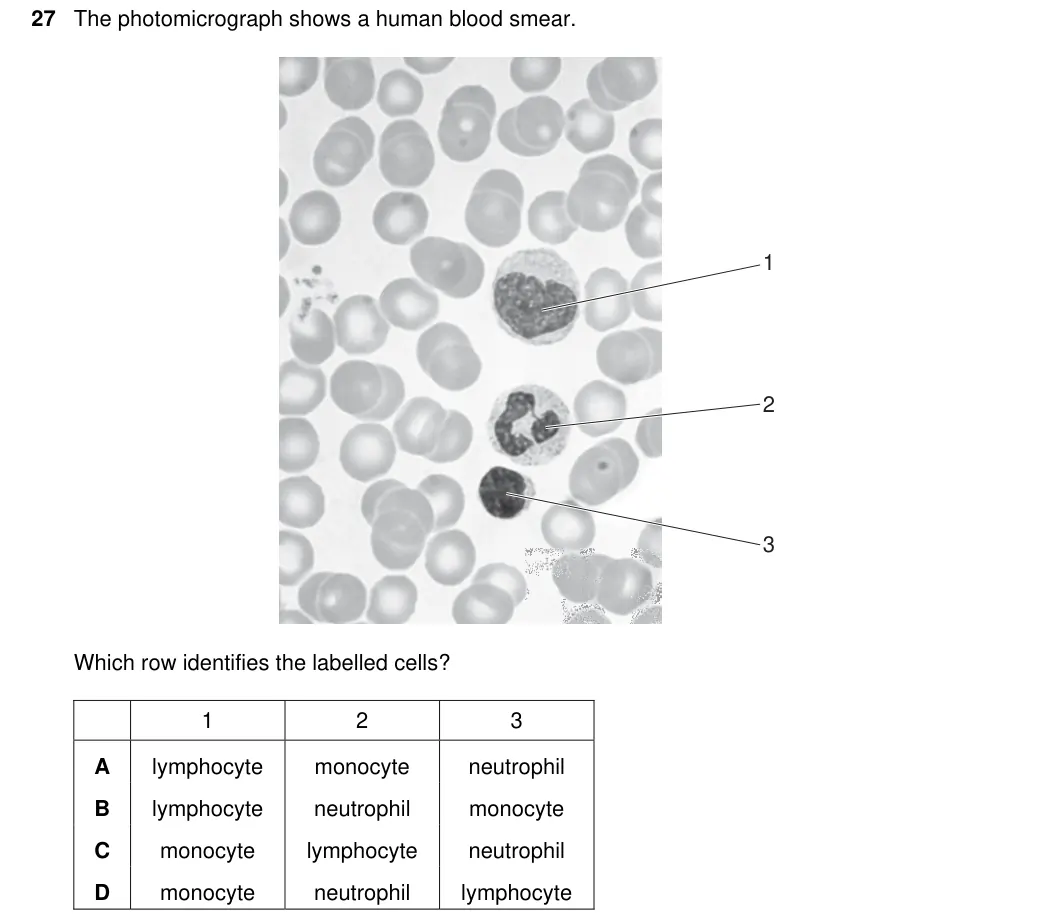 27 The photomicrograph shows a human blood smear.
1
2
3
Which row identifies the labelled cells?
1 2 3
A lymphocyte monocyte neutrophil
B lymphocyte neutrophil monocyte
C monocyte lymphocyte neutrophil
D monocyte neutrophil lymphocyte